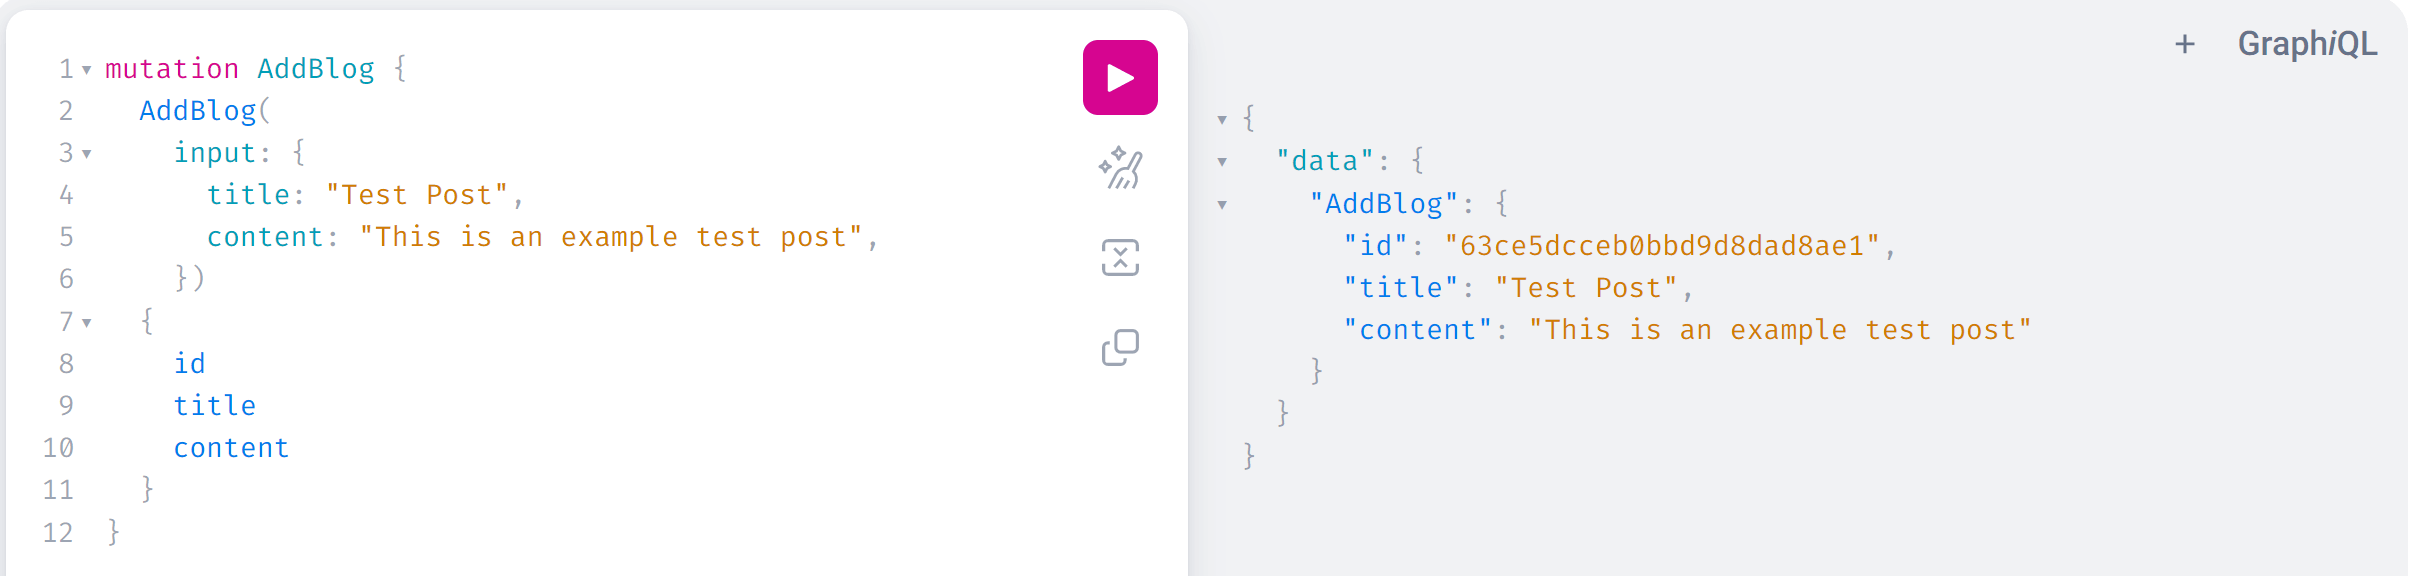 1 mutation AddBlog {
2   AddBlog(
3     input: {
4       title: "Test Post",
5       content: "This is an example test post",
6     })
7   {
8     id
9     title
10     content
11   }
12 }
+ GraphiQL
{
  "data": {
    "AddBlog": {
      "id": "63ce5dcceb0bbd9d8dad8ae1",
      "title": "Test Post",
      "content": "This is an example test post"
    }
  }
}